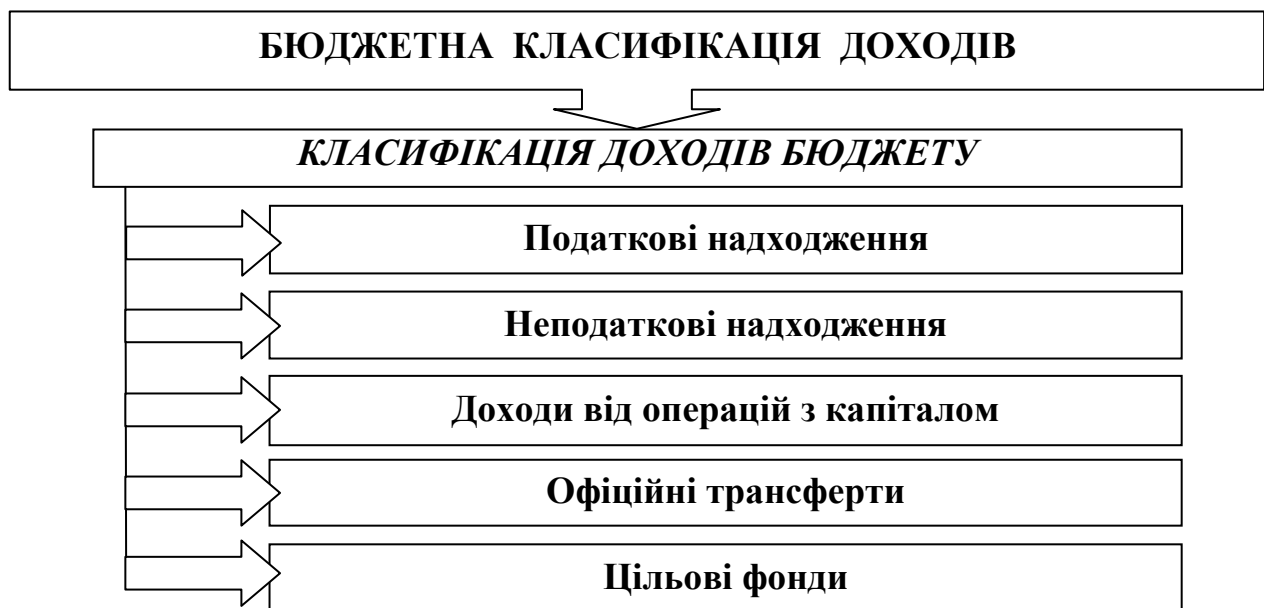 БЮДЖЕТНА КЛАСИФІКАЦІЯ ДОХОДІВ
КЛАСИФІКАЦІЯ ДОХОДІВ БЮДЖЕТУ
Податкові надходження
Неподаткові надходження
Доходи від операцій з капіталом
Офіційні трансферти
Цільові фонди